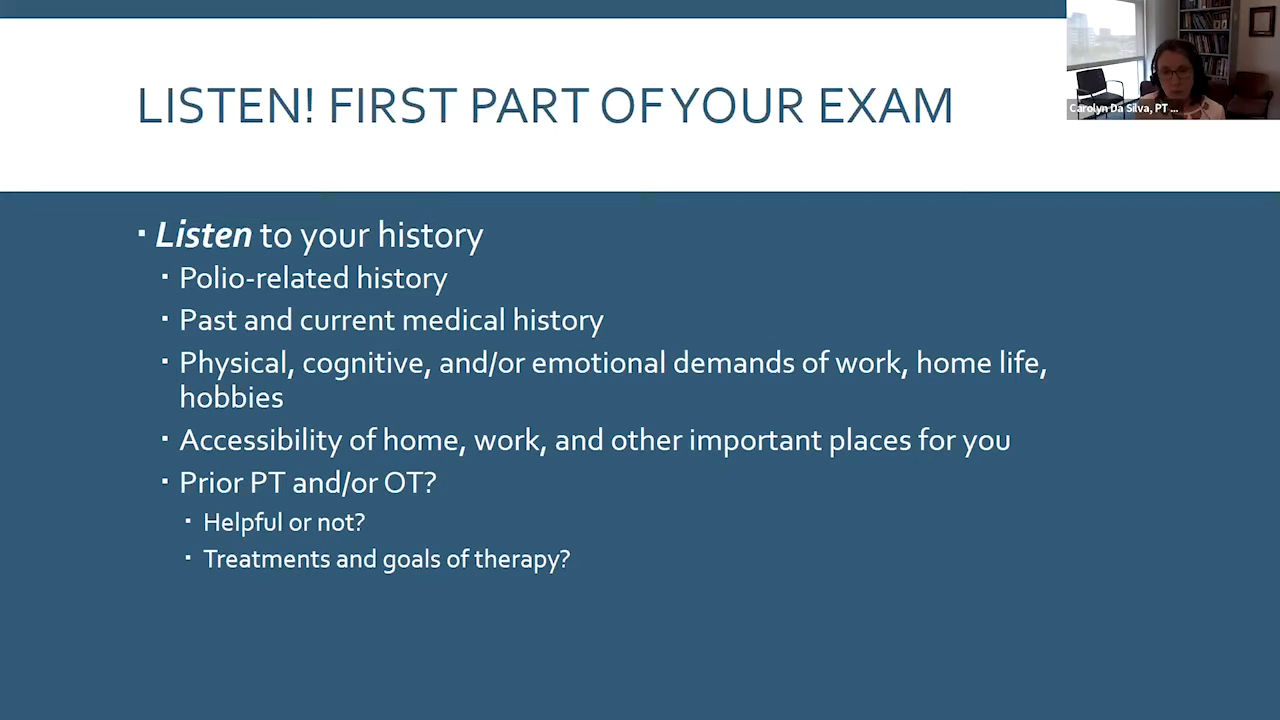 LISTEN! FIRST PART OF YOUR EXAM
Carolyn Da Silva, PT ...
▪ Listen to your history
▪ Polio-related history
▪ Past and current medical history
▪ Physical, cognitive, and/or emotional demands of work, home life,
hobbies
▪ Accessibility of home, work, and other important places for you
▪ Prior PT and/or OT?
▪ Helpful or not?
▪ Treatments and goals of therapy?